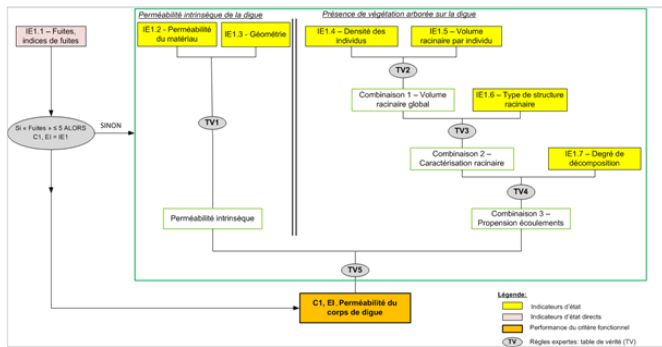 Perméabilité intrinsèque de la digue
Présence de végétation arborée sur la digue
IE1.1 – Fuites,
indices de fuites
IE1.2 - Perméabilité
du matériau
IE1.3 - Géométrie
IE1.4 – Densité des
individus
IE1.5 – Volume
racinaire par individu
TV2
Combinaison 1 – Volume
racinaire global
IE1.6 – Type de structure
racinaire
Si « Fuites » ≤ 5 ALORS
C1, EI = IE1
SINON
TV1
TV3
Combinaison 2 –
Caractérisation racinaire
IE1.7 – Degré de
décomposition
TV4
Perméabilité intrinsèque
Combinaison 3 –
Propension écoulements
TV5
C1, EI Perméabilité du
corps de digue
Légende:
Indicateurs d'état
Indicateurs d'état directs
Performance du critère fonctionnel
TV
Règles expertes: table de vérité (TV)